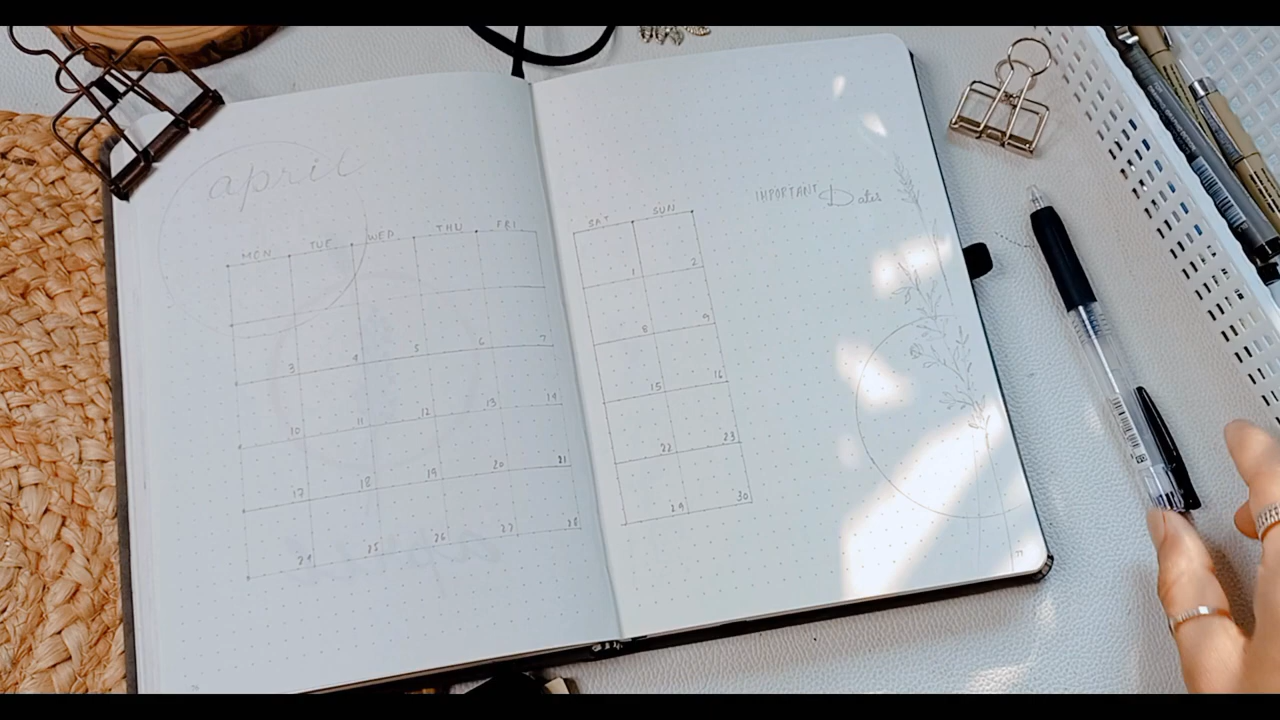 april
MON TUE WED THU FRI SAT SUN
IMPORTANT Dates
1 2
3 4 5 6 7 8 9
10 11 12 13 14 15 16
17 18 19 20 21 22 23
24 25 26 27 28 29 30
77